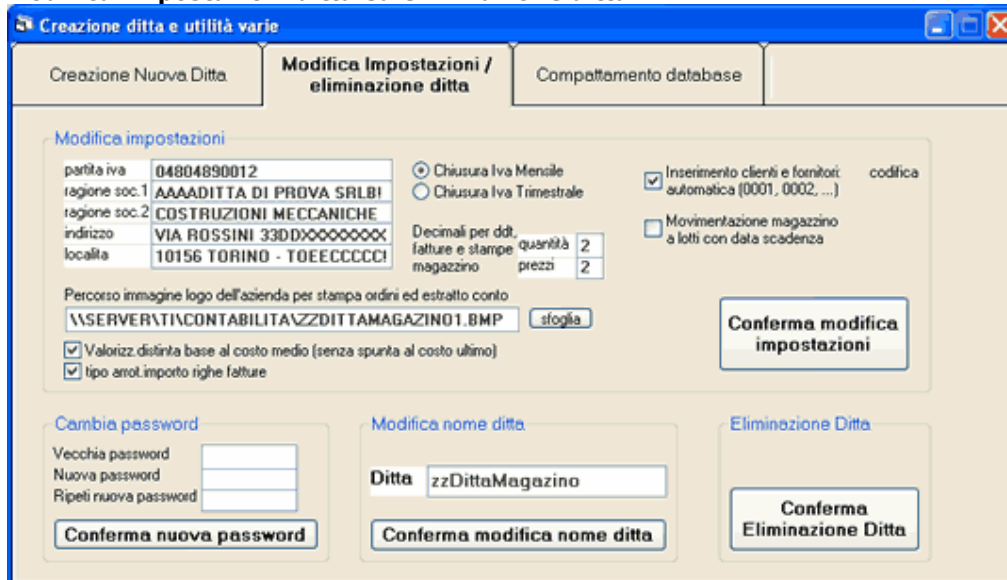 Creazione ditta e utilità varie
Creazione Nuova Ditta
Modifica Impostazioni /
eliminazione ditta
Compattamento database
Modifica impostazioni
partita iva 04804890012
ragione soc.1 AAAADITTA DI PROVA SRLB!
ragione soc.2 COSTRUZIONI MECCANICHE
indirizzo VIA ROSSINI 33DDXXXXXXXX
localita 10156 TORINO - TOEECCCCC!
Chiusura Iva Mensile
Chiusura Iva Trimestrale
Decimali per ddt,
fatture e stampe
magazzino
quantità 2
prezzi 2
Inserimento clienti e fornitori: codifica
automatica (0001, 0002, ...)
Movimentazione magazzino
a lotti con data scadenza
Percorso immagine logo dell'azienda per stampa ordini ed estratto conto
\\SERVER\TI\CONTABILITA\ZZDITTAMAGAZINO1.BMP sfoglia
Valorizz.distinta base al costo medio (senza spunta al costo ultimo)
tipo arrot.importo righe fatture
Conferma modifica
impostazioni
Cambia password
Vecchia password
Nuova password
Ripeti nuova password
Conferma nuova password
Modifica nome ditta
Ditta zzDittaMagazino
Conferma modifica nome ditta
Eliminazione Ditta
Conferma
Eliminazione Ditta